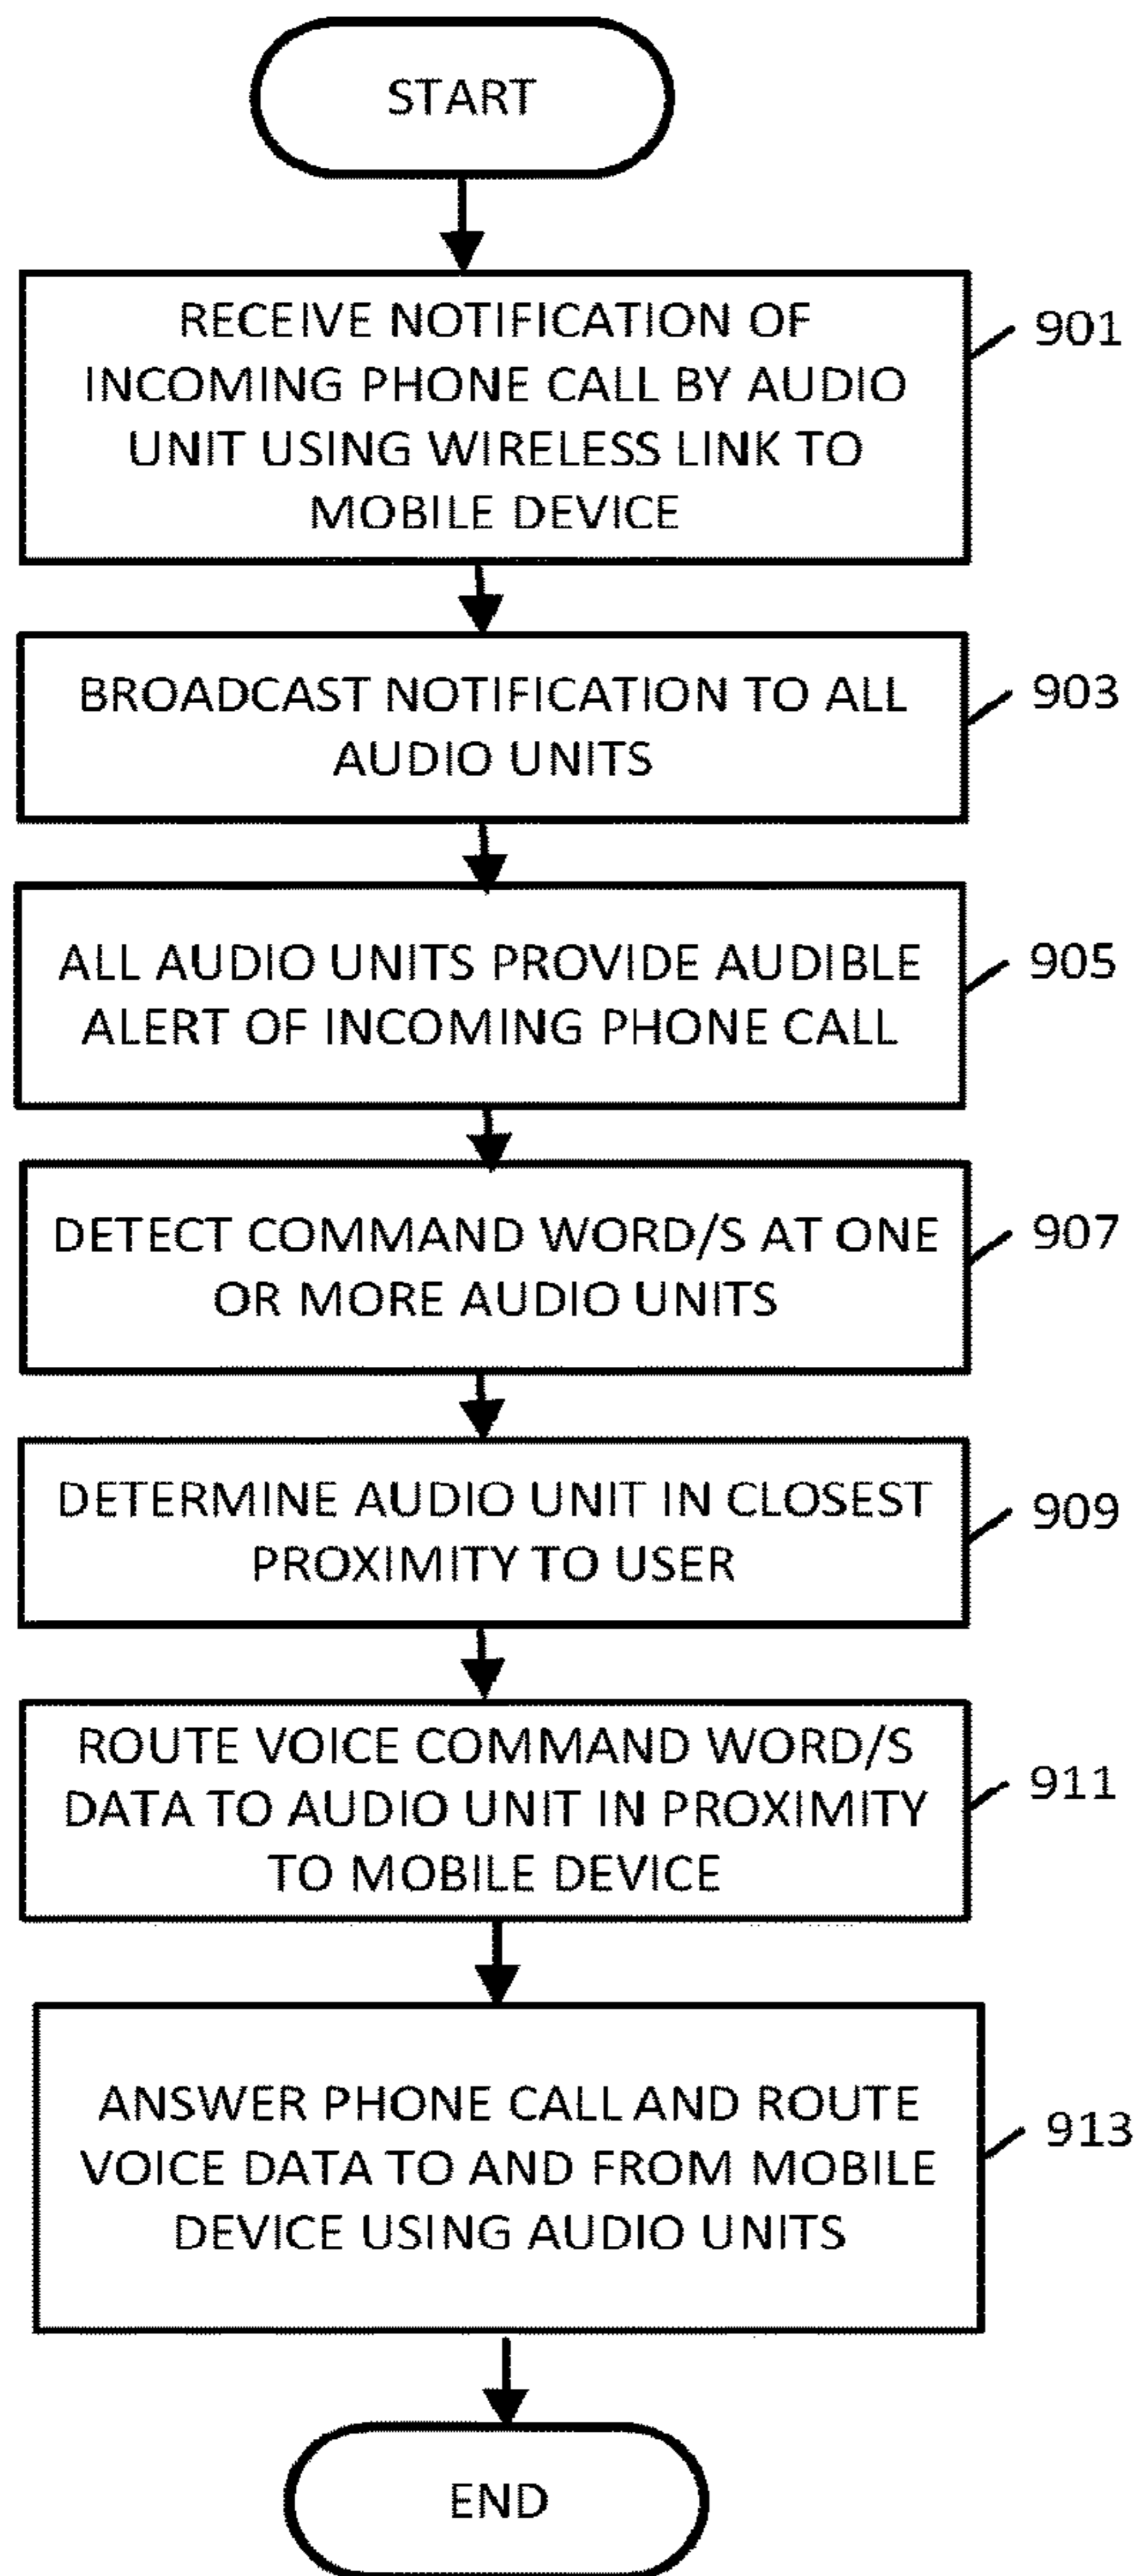 START
RECEIVE NOTIFICATION OF
INCOMING PHONE CALL BY AUDIO
UNIT USING WIRELESS LINK TO
MOBILE DEVICE
901
BROADCAST NOTIFICATION TO ALL
AUDIO UNITS
903
ALL AUDIO UNITS PROVIDE AUDIBLE
ALERT OF INCOMING PHONE CALL
905
DETECT COMMAND WORD/S AT ONE
OR MORE AUDIO UNITS
907
DETERMINE AUDIO UNIT IN CLOSEST
PROXIMITY TO USER
909
ROUTE VOICE COMMAND WORD/S
DATA TO AUDIO UNIT IN PROXIMITY
TO MOBILE DEVICE
911
ANSWER PHONE CALL AND ROUTE
VOICE DATA TO AND FROM MOBILE
DEVICE USING AUDIO UNITS
913
END